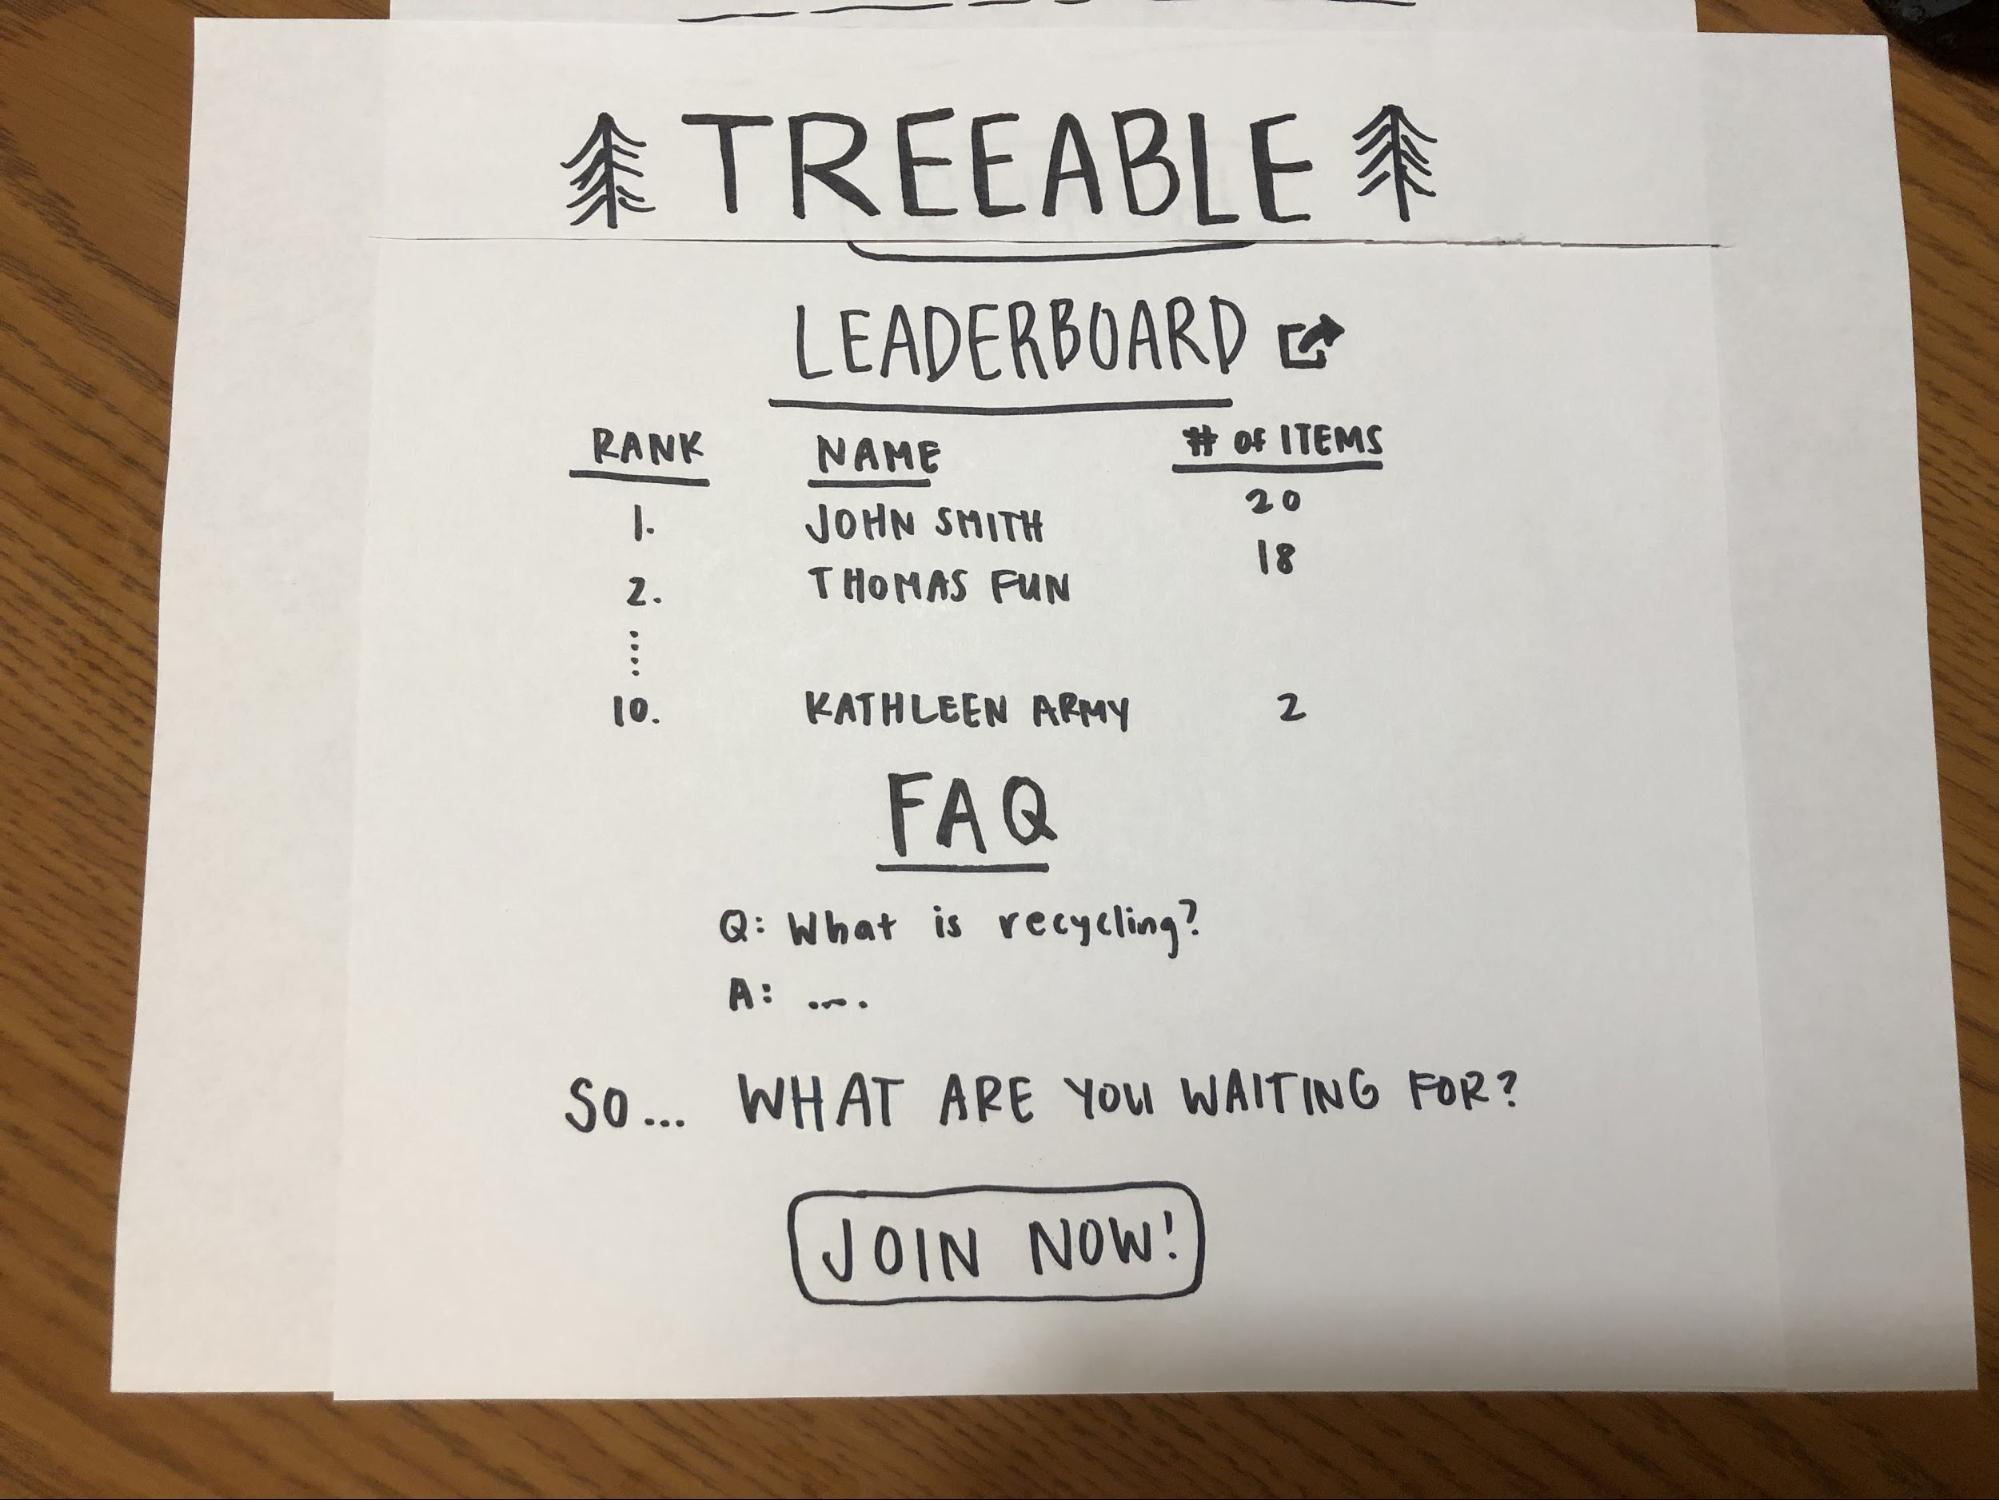 TREEABLE
LEADERBOARD
RANK NAME # OF ITEMS
1. JOHN SMITH 20
2. THOMAS FUN 18
10. KATHLEEN ARMY 2
FAQ
Q: What is recycling?
A: ....
SO... WHAT ARE YOU WAITING FOR?
JOIN NOW!